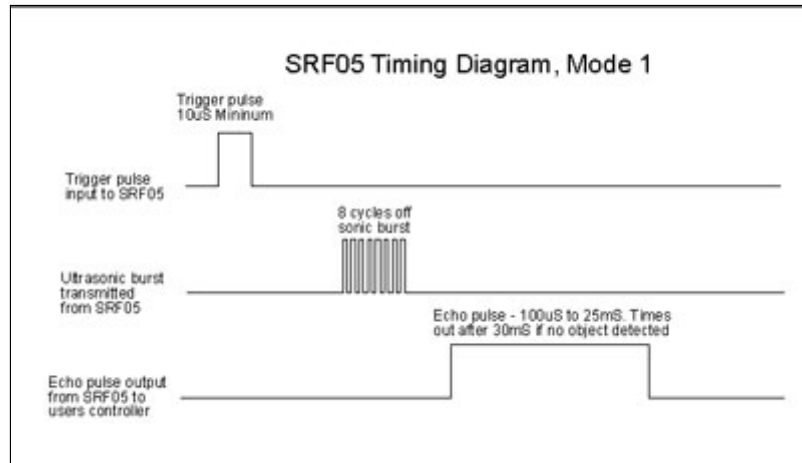 SRF05 Timing Diagram, Mode 1
Trigger pulse
10uS Mininum
Trigger pulse
input to SRF05
8 cycles off
sonic burst
Ultrasonic burst
transmitted
from SRF05
Echo pulse - 100uS to 25mS. Times
out after 30mS if no object detected
Echo pulse output
from SRF05 to
users controller